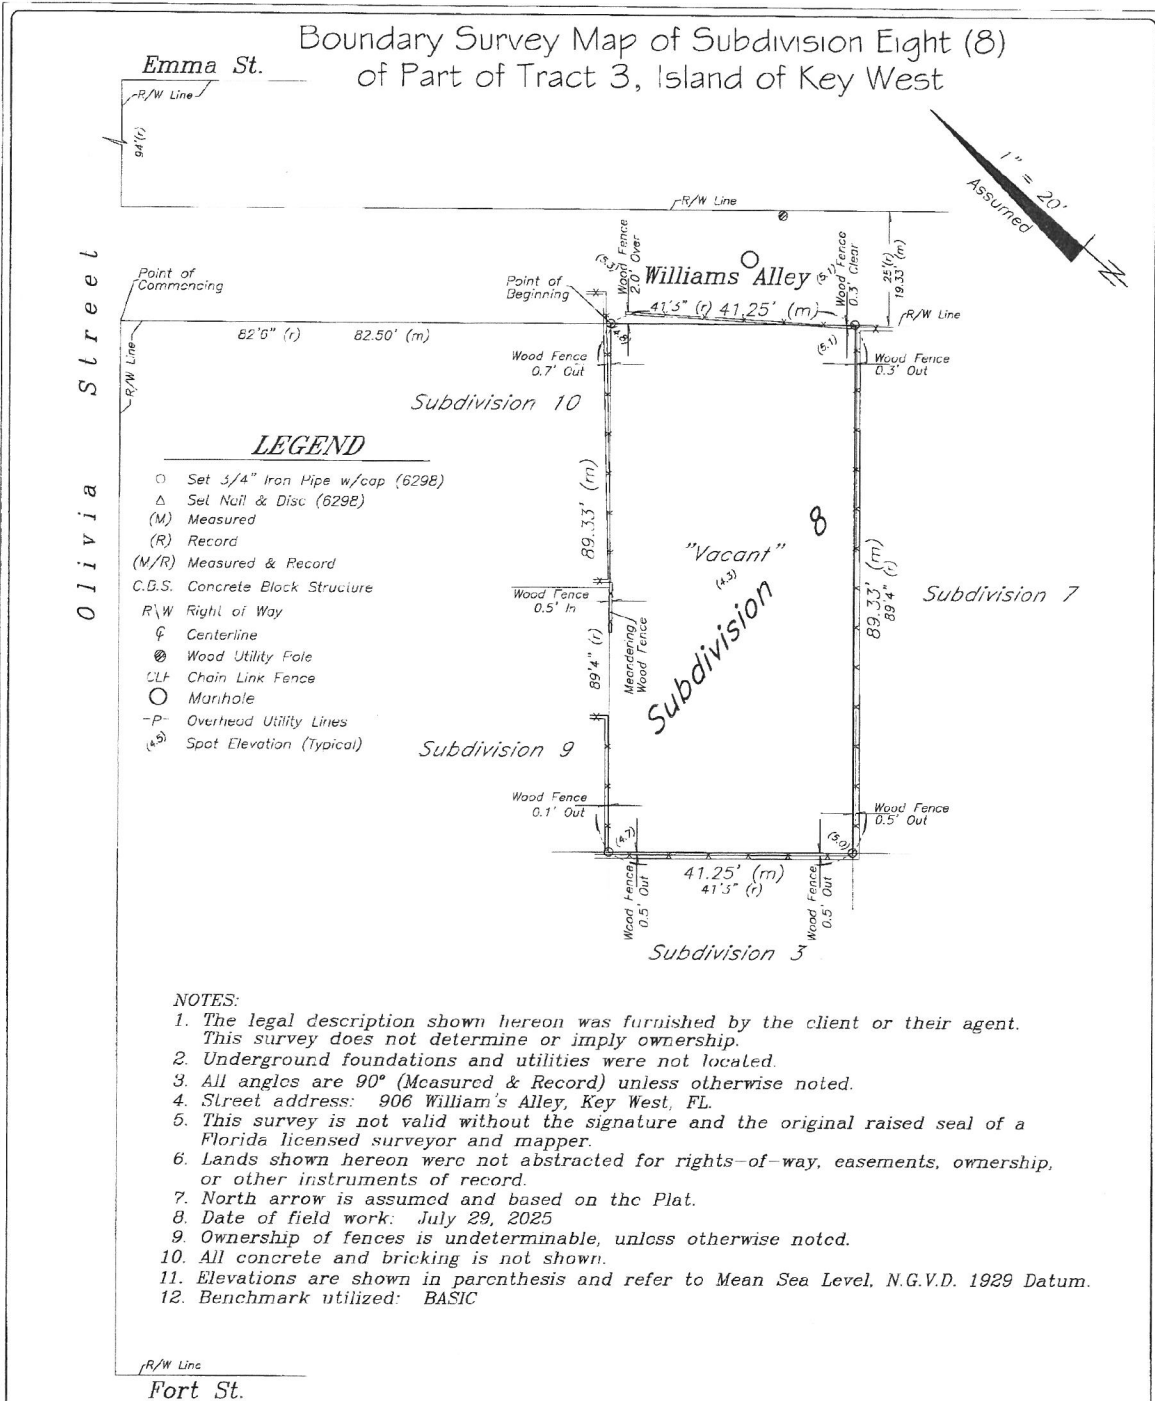 Boundary Survey Map of Subdivision Eight (8)
of Part of Tract 3, Island of Key West
Emma St.
R/W Line
94'(r)
1" = 20'
Assumed
N
R/W Line
Olivia Street
Point of
Commencing
Point of
Beginning
(5.3)
Wood Fence
2.0' Over
Williams Alley
(5.1)
Wood Fence
0.3' Clear
25'(r)
19.33' (m)
R/W Line
41'3" (r) 41.25' (m)
82'6" (r) 82.50' (m)
R/W Line
(5.1)
Wood Fence
0.7' Out
Wood Fence
0.3' Out
Subdivision 10
LEGEND
Set 3/4" Iron Pipe w/cap (6298)
Set Nail & Disc (6298)
(M) Measured
(R) Record
(M/R) Measured & Record
C.B.S. Concrete Block Structure
R\W Right of Way
℄ Centerline
Wood Utility Pole
CLF Chain Link Fence
Manhole
-P- Overhead Utility Lines
(4.5) Spot Elevation (Typical)
89.33' (m)
89'4" (r)
Wood Fence
0.5' In
Meandering
Wood Fence
"Vacant"
(4.3)
Subdivision 8
89.33' (m)
89'4" (r)
Subdivision 7
Subdivision 9
Wood Fence
0.1' Out
Wood Fence
0.5' Out
(4.7)
(5.0)
41.25' (m)
41'3" (r)
Wood Fence
0.5' Out
Wood Fence
0.5' Out
Subdivision 3
NOTES:
1. The legal description shown hereon was furnished by the client or their agent.
This survey does not determine or imply ownership.
2. Underground foundations and utilities were not located.
3. All angles are 90° (Measured & Record) unless otherwise noted.
4. Street address: 906 William's Alley, Key West, FL.
5. This survey is not valid without the signature and the original raised seal of a
Florida licensed surveyor and mapper.
6. Lands shown hereon were not abstracted for rights-of-way, easements, ownership,
or other instruments of record.
7. North arrow is assumed and based on the Plat.
8. Date of field work: July 29, 2025
9. Ownership of fences is undeterminable, unless otherwise noted.
10. All concrete and bricking is not shown.
11. Elevations are shown in parenthesis and refer to Mean Sea Level, N.G.V.D. 1929 Datum.
12. Benchmark utilized: BASIC
R/W Line
Fort St.